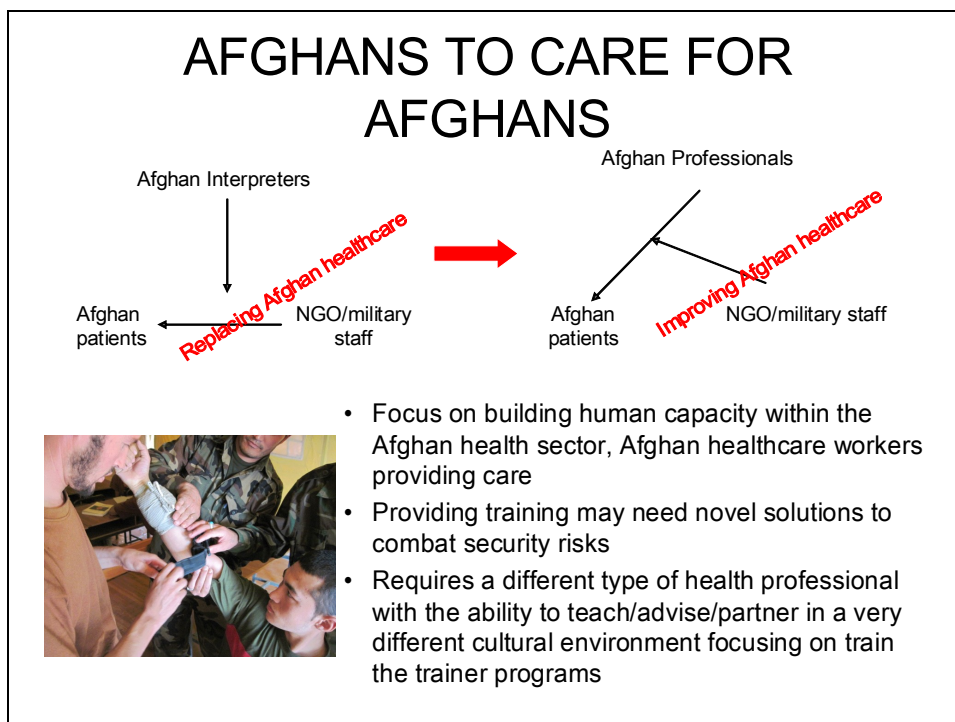 AFGHANS TO CARE FOR
AFGHANS
Afghan Interpreters
Afghan
patients
NGO/military
staff
Replacing Afghan healthcare
Afghan Professionals
Afghan
patients
NGO/military staff
Improving Afghan healthcare
• Focus on building human capacity within the
Afghan health sector, Afghan healthcare workers
providing care
• Providing training may need novel solutions to
combat security risks
• Requires a different type of health professional
with the ability to teach/advise/partner in a very
different cultural environment focusing on train
the trainer programs